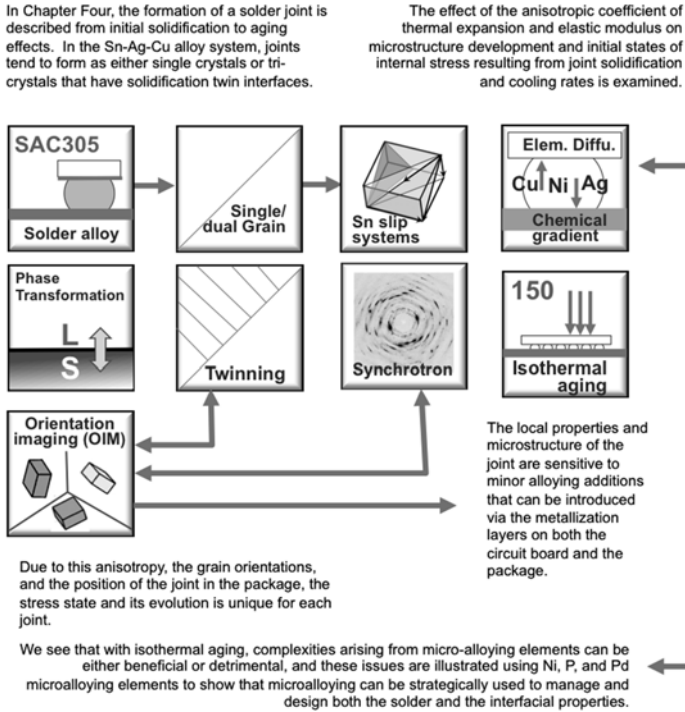 In Chapter Four, the formation of a solder joint is
described from initial solidification to aging
effects. In the Sn-Ag-Cu alloy system, joints
tend to form as either single crystals or tri-
crystals that have solidification twin interfaces.
The effect of the anisotropic coefficient of
thermal expansion and elastic modulus on
microstructure development and initial states of
internal stress resulting from joint solidification
and cooling rates is examined.
SAC305
Solder alloy
Single/
dual Grain
Sn slip
systems
Elem. Diffu.
Cu Ni Ag
Chemical
gradient
Phase
Transformation
L
S
Twinning
Synchrotron
150
Isothermal
aging
Orientation
imaging (OIM)
The local properties and
microstructure of the
joint are sensitive to
minor alloying additions
that can be introduced
via the metallization
layers on both the
circuit board and the
package.
Due to this anisotropy, the grain orientations,
and the position of the joint in the package, the
stress state and its evolution is unique for each
joint.
We see that with isothermal aging, complexities arising from micro-alloying elements can be
either beneficial or detrimental, and these issues are illustrated using Ni, P, and Pd
microalloying elements to show that microalloying can be strategically used to manage and
design both the solder and the interfacial properties.